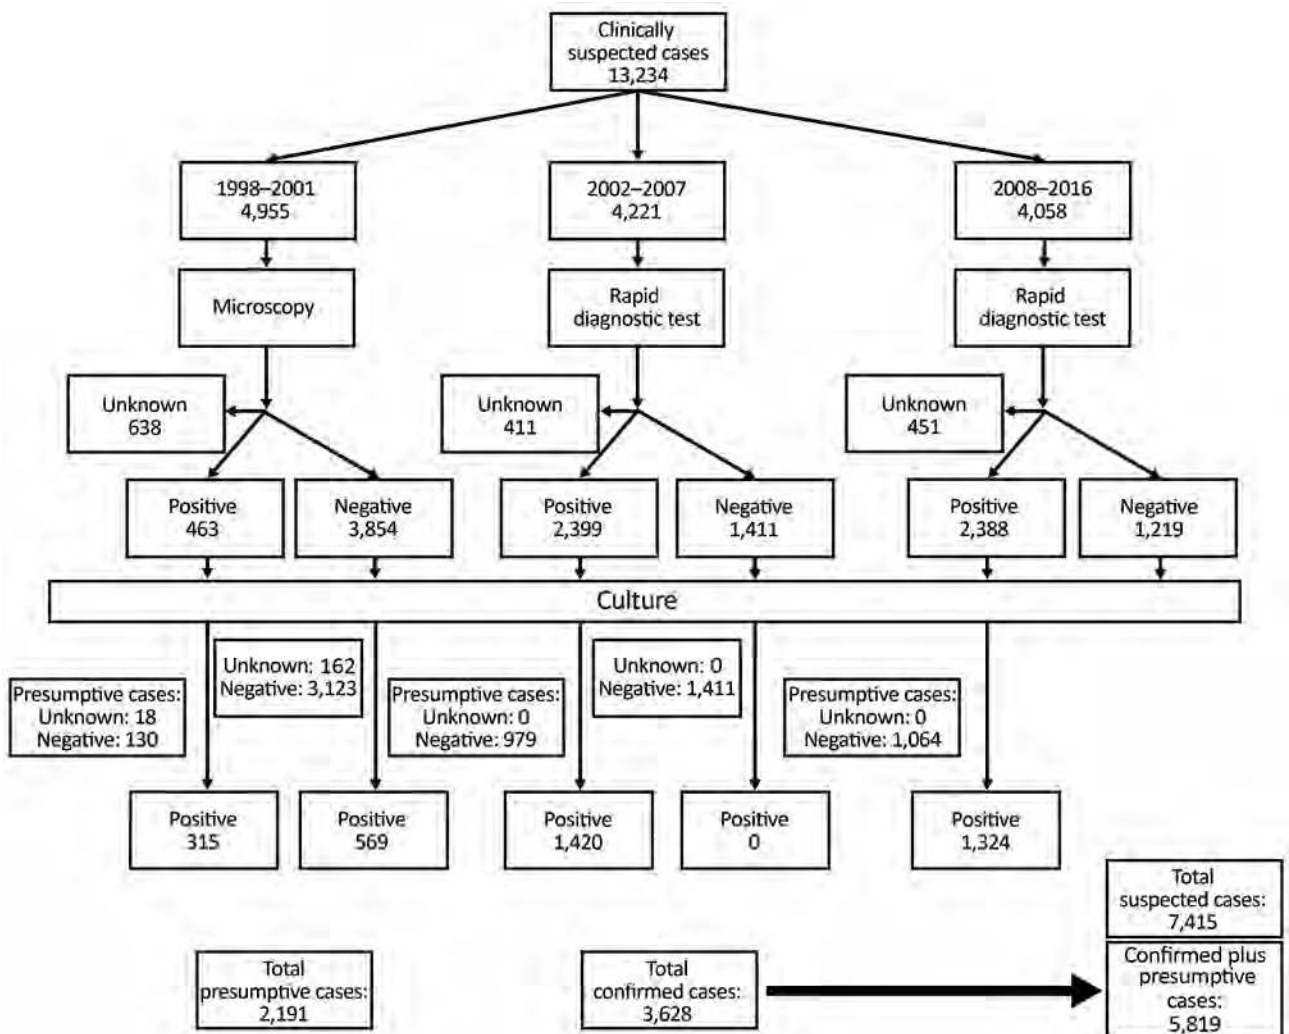 Clinically
suspected cases
13,234
1998–2001
4,955
2002–2007
4,221
2008–2016
4,058
Microscopy
Rapid
diagnostic test
Rapid
diagnostic test
Unknown
638
Unknown
411
Unknown
451
Positive
463
Negative
3,854
Positive
2,399
Negative
1,411
Positive
2,388
Negative
1,219
Culture
Presumptive cases:
Unknown: 18
Negative: 130
Unknown: 162
Negative: 3,123
Presumptive cases:
Unknown: 0
Negative: 979
Unknown: 0
Negative: 1,411
Presumptive cases:
Unknown: 0
Negative: 1,064
Positive
315
Positive
569
Positive
1,420
Positive
0
Positive
1,324
Total
suspected cases:
7,415
Total
presumptive cases:
2,191
Total
confirmed cases:
3,628
Confirmed plus
presumptive
cases:
5,819